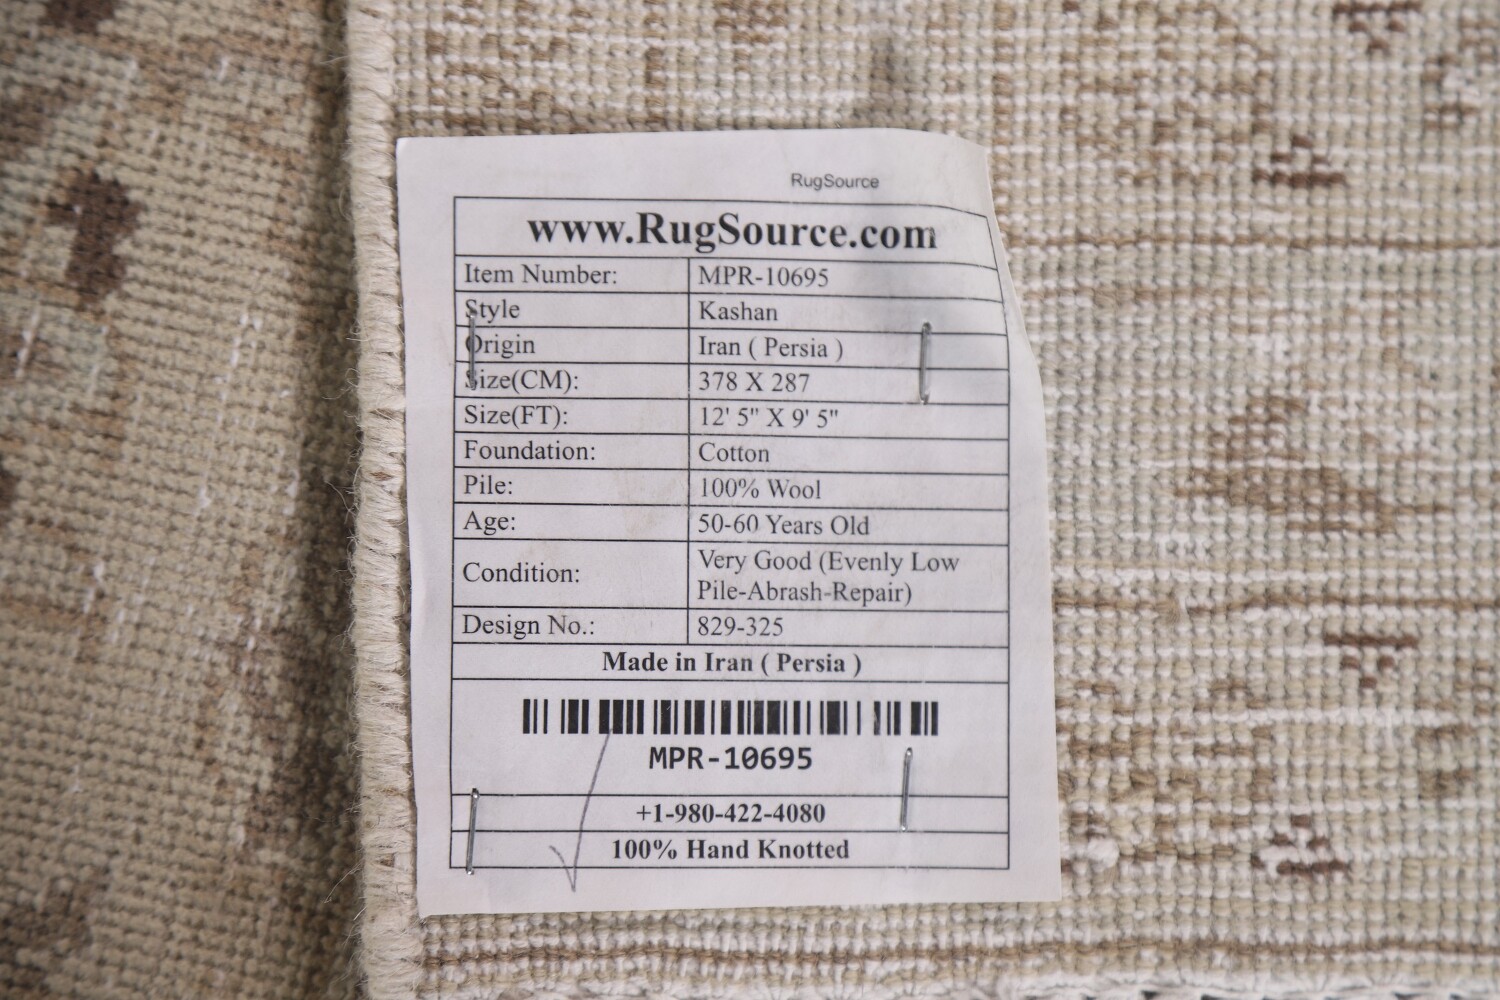 RugSource
www.RugSource.com
Item Number: MPR-10695
Style Kashan
Origin Iran ( Persia )
Size(CM): 378 X 287
Size(FT): 12' 5" X 9' 5"
Foundation: Cotton
Pile: 100% Wool
Age: 50-60 Years Old
Condition: Very Good (Evenly Low
Pile-Abrash-Repair)
Design No.: 829-325
Made in Iran ( Persia )
MPR-10695
+1-980-422-4080
100% Hand Knotted